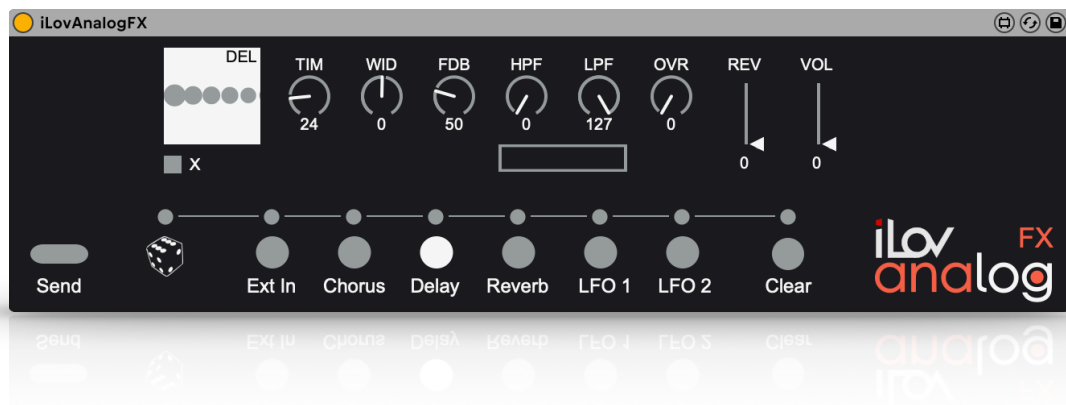 iLovAnalogFX
DEL TIM WID FDB HPF LPF OVR REV VOL
24 0 50 0 127 0 0 0
X
Send Ext In Chorus Delay Reverb LFO 1 LFO 2 Clear
iLov FX
analog